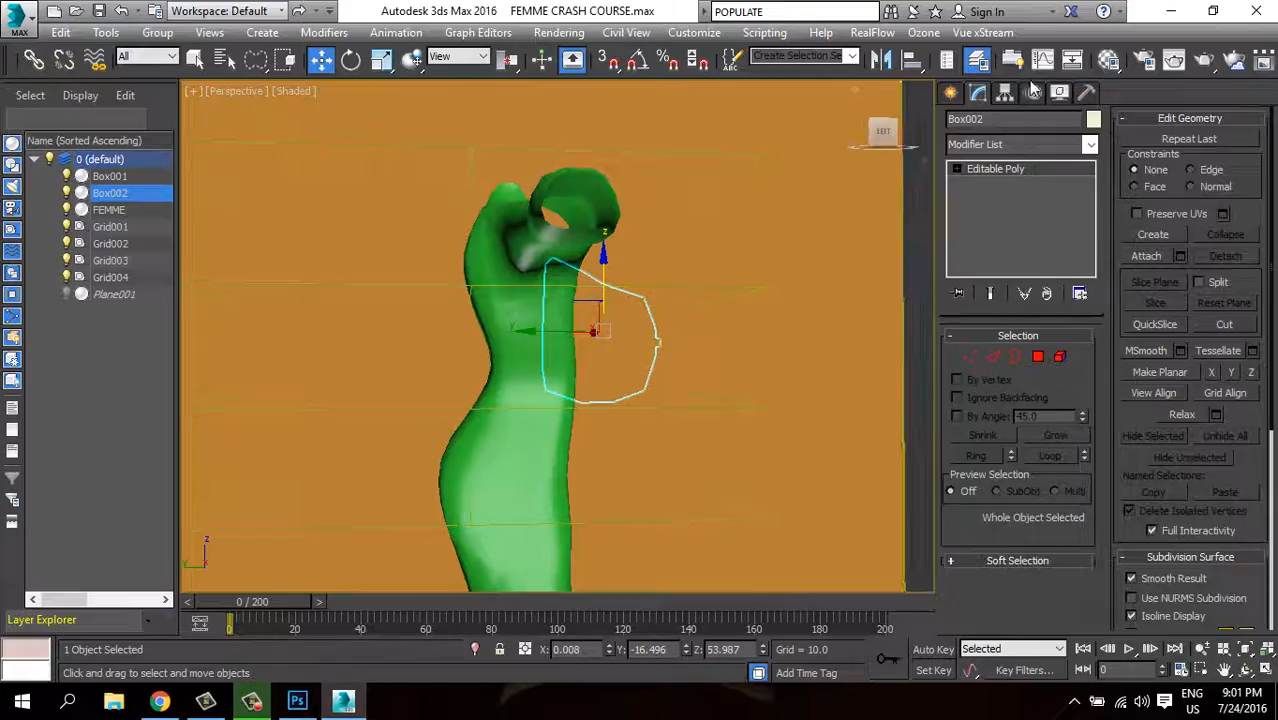 MAX
Workspace: Default
Autodesk 3ds Max 2016
FEMME CRASH COURSE.max
POPULATE
Sign In
Edit Tools Group Views Create Modifiers Animation Graph Editors Rendering Civil View Customize Scripting Help RealFlow Ozone Vue xStream
All
View
Create Selection Se
Select Display Edit
[+] [Perspective] [Shaded]
LEFT
Name (Sorted Ascending)
0 (default)
Box001
Box002
FEMME
Grid001
Grid002
Grid003
Grid004
Plane001
Layer Explorer
Box002
Modifier List
Editable Poly
Selection
By Vertex
Ignore Backfacing
By Angle: 45.0
Shrink Grow
Ring Loop
Preview Selection
Off SubObj Multi
Whole Object Selected
Soft Selection
Edit Geometry
Repeat Last
Constraints
None Edge
Face Normal
Preserve UVs
Create Collapse
Attach Detach
Slice Plane Split
Slice Reset Plane
QuickSlice Cut
MSmooth Tessellate
Make Planar X Y Z
View Align Grid Align
Relax
Hide Selected Unhide All
Hide Unselected
Named Selections:
Copy Paste
Delete Isolated Vertices
Full Interactivity
Subdivision Surface
Smooth Result
Use NURMS Subdivision
Isoline Display
z
y
x
z
y
0 / 200
0 20 40 60 80 100 120 140 160 180 200
1 Object Selected
X: 0.008 Y: -16.496 Z: 53.987 Grid = 10.0
Auto Key Selected
Click and drag to select and move objects
Add Time Tag
Set Key Key Filters...
0
Ps
MAX
ENG
US
9:01 PM
7/24/2016